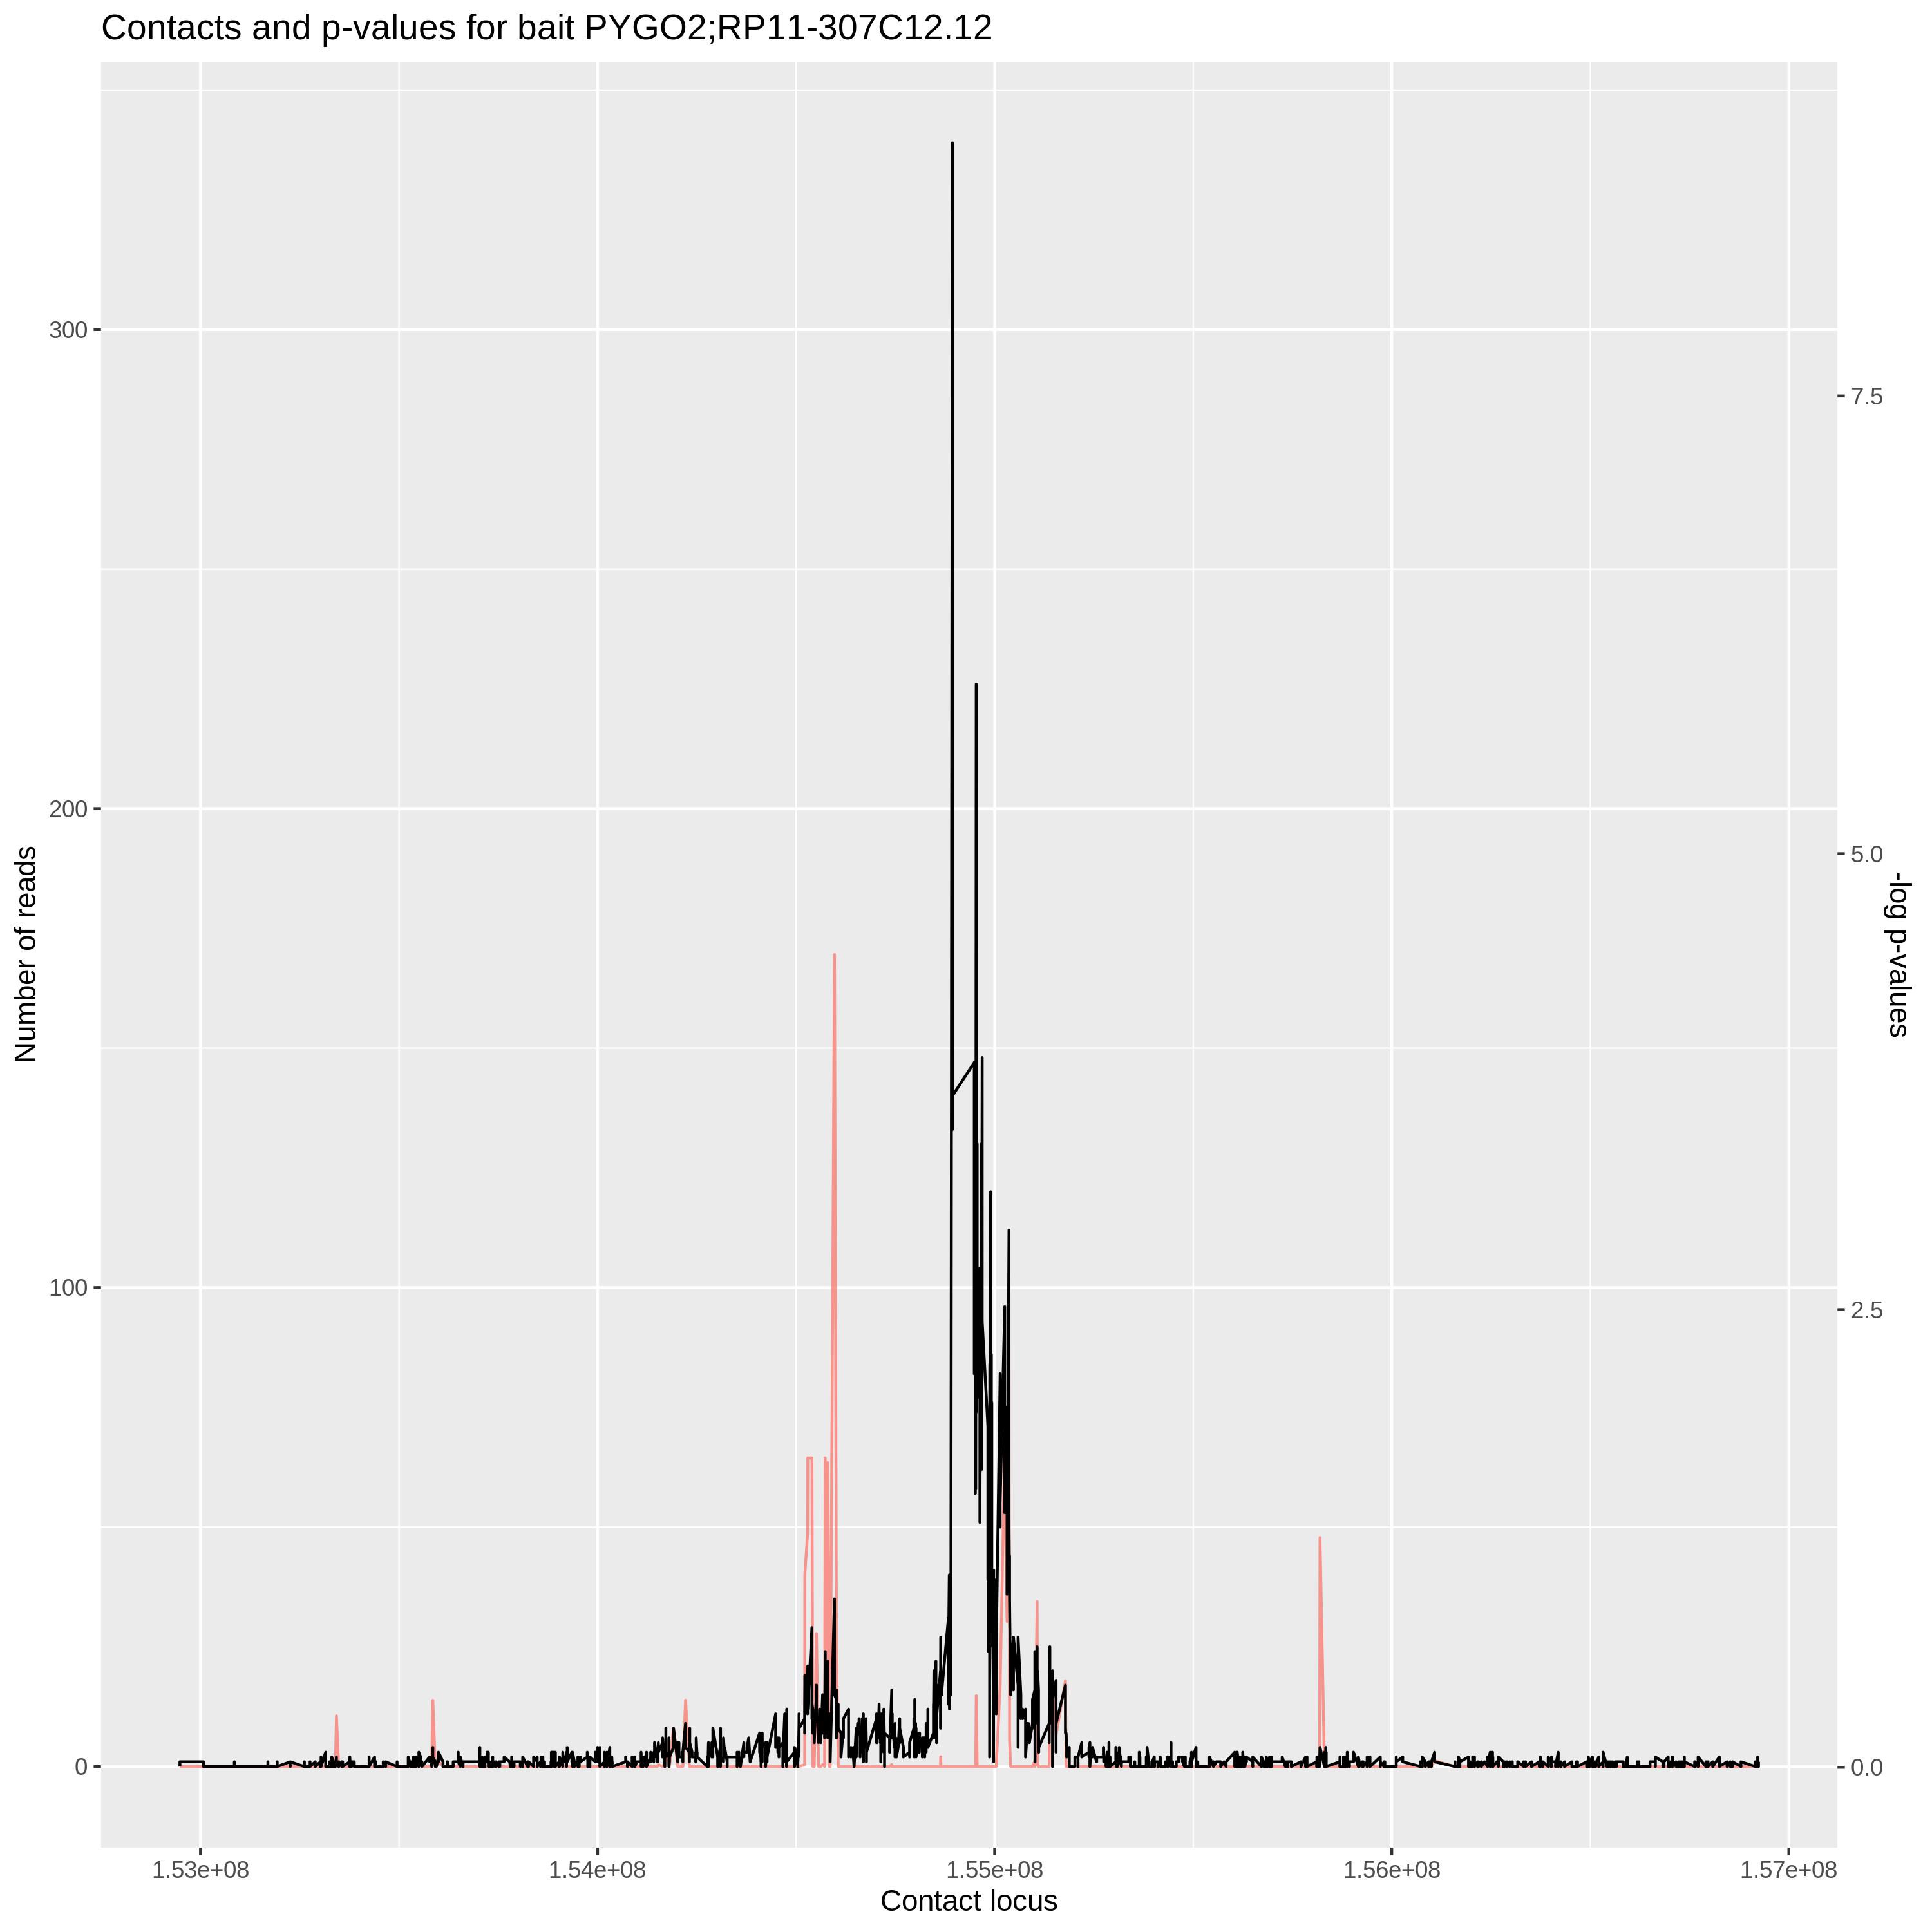 Contacts and p-values for bait PYGO2;RP11-307C12.12
300
200
100
0
Number of reads
7.5
5.0
2.5
0.0
-log p-values
1.53e+08
1.54e+08
1.55e+08
1.56e+08
1.57e+08
Contact locus